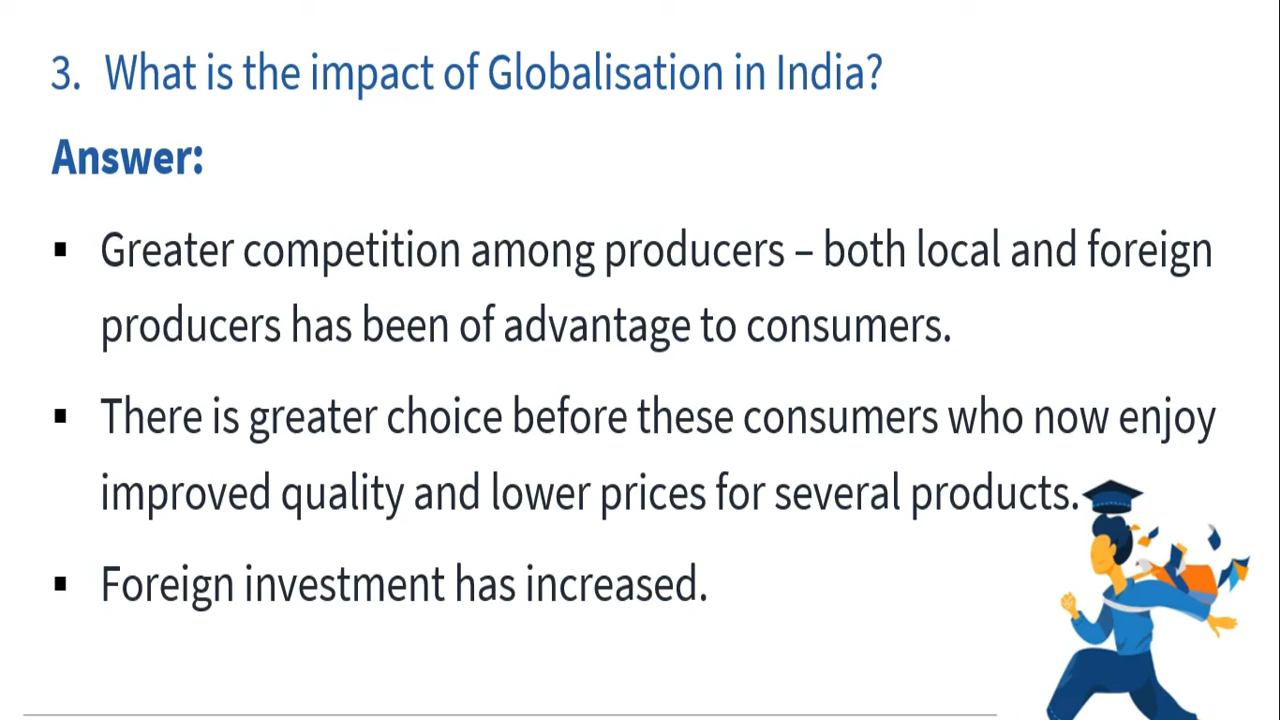 3. What is the impact of Globalisation in India?
Answer:
▪ Greater competition among producers – both local and foreign
producers has been of advantage to consumers.
▪ There is greater choice before these consumers who now enjoy
improved quality and lower prices for several products.
▪ Foreign investment has increased.